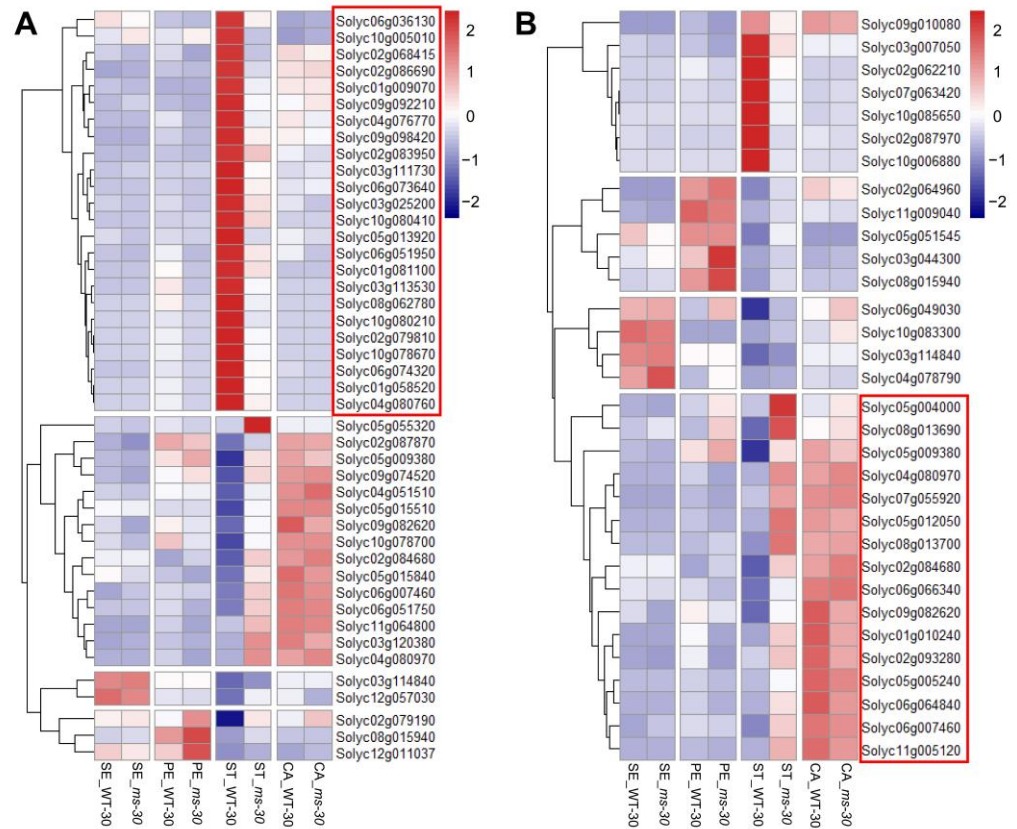 A
Solyc06g036130
Solyc10g005010
Solyc02g068415
Solyc02g086690
Solyc01g009070
Solyc09g092210
Solyc04g076770
Solyc09g098420
Solyc02g083950
Solyc03g111730
Solyc06g073640
Solyc03g025200
Solyc10g080410
Solyc05g013920
Solyc06g051950
Solyc01g081100
Solyc03g113530
Solyc08g062780
Solyc10g080210
Solyc02g079810
Solyc10g078670
Solyc06g074320
Solyc01g058520
Solyc04g080760
Solyc05g055320
Solyc02g087870
Solyc05g009380
Solyc09g074520
Solyc04g051510
Solyc05g015510
Solyc09g082620
Solyc10g078700
Solyc02g084680
Solyc05g015840
Solyc06g007460
Solyc06g051750
Solyc11g064800
Solyc03g120380
Solyc04g080970
Solyc03g114840
Solyc12g057030
Solyc02g079190
Solyc08g015940
Solyc12g011037
2
1
0
−1
−2
SE_WT-30
SE_ms-30
PE_WT-30
PE_ms-30
ST_WT-30
ST_ms-30
CA_WT-30
CA_ms-30
B
Solyc09g010080
Solyc03g007050
Solyc02g062210
Solyc07g063420
Solyc10g085650
Solyc02g087970
Solyc10g006880
Solyc02g064960
Solyc11g009040
Solyc05g051545
Solyc03g044300
Solyc08g015940
Solyc06g049030
Solyc10g083300
Solyc03g114840
Solyc04g078790
Solyc05g004000
Solyc08g013690
Solyc05g009380
Solyc04g080970
Solyc07g055920
Solyc05g012050
Solyc08g013700
Solyc02g084680
Solyc06g066340
Solyc09g082620
Solyc01g010240
Solyc02g093280
Solyc05g005240
Solyc06g064840
Solyc06g007460
Solyc11g005120
2
1
0
−1
−2
SE_WT-30
SE_ms-30
PE_WT-30
PE_ms-30
ST_WT-30
ST_ms-30
CA_WT-30
CA_ms-30